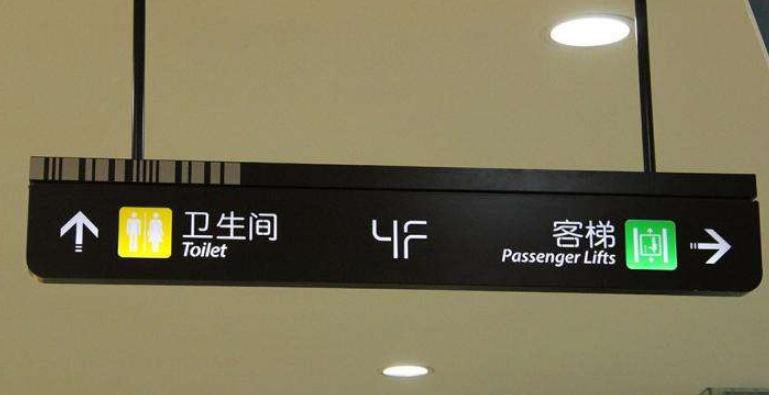 卫生间
Toilet
4F
客梯
Passenger Lifts